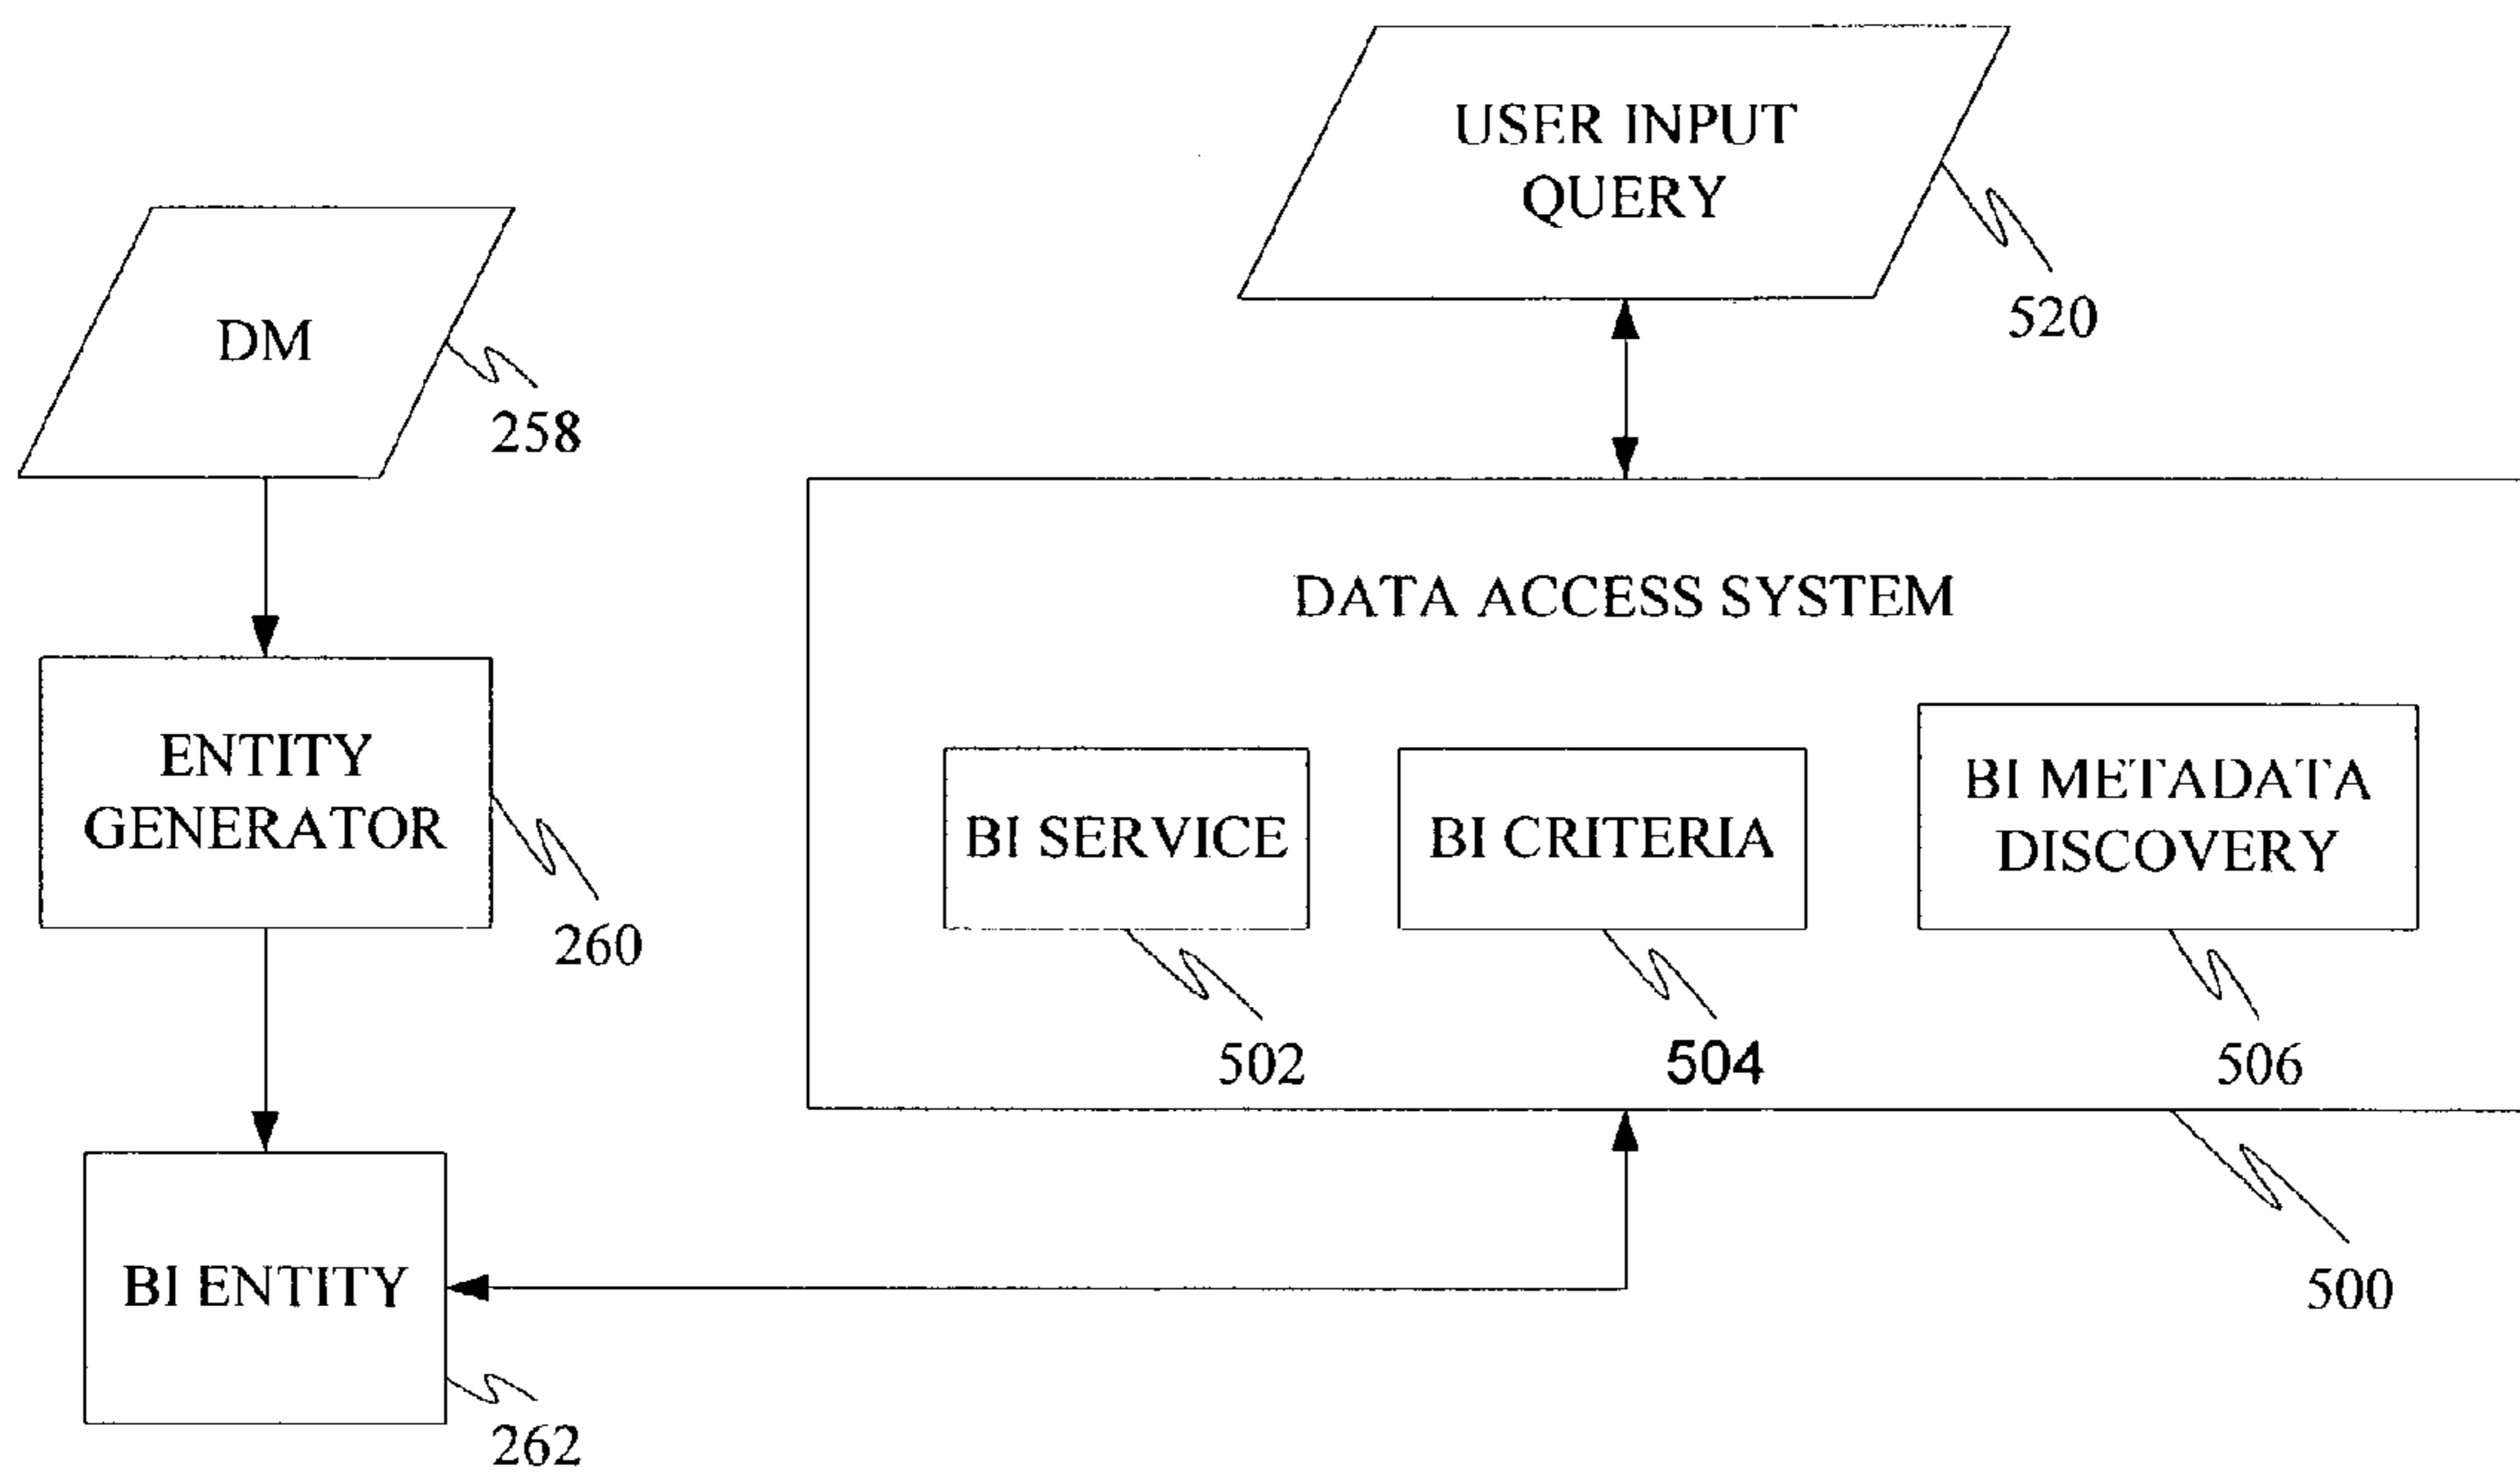 USER INPUT
QUERY
520
DM
258
DATA ACCESS SYSTEM
ENTITY
GENERATOR
260
BI SERVICE
502
BI CRITERIA
504
BI METADATA
DISCOVERY
506
500
BI ENTITY
262